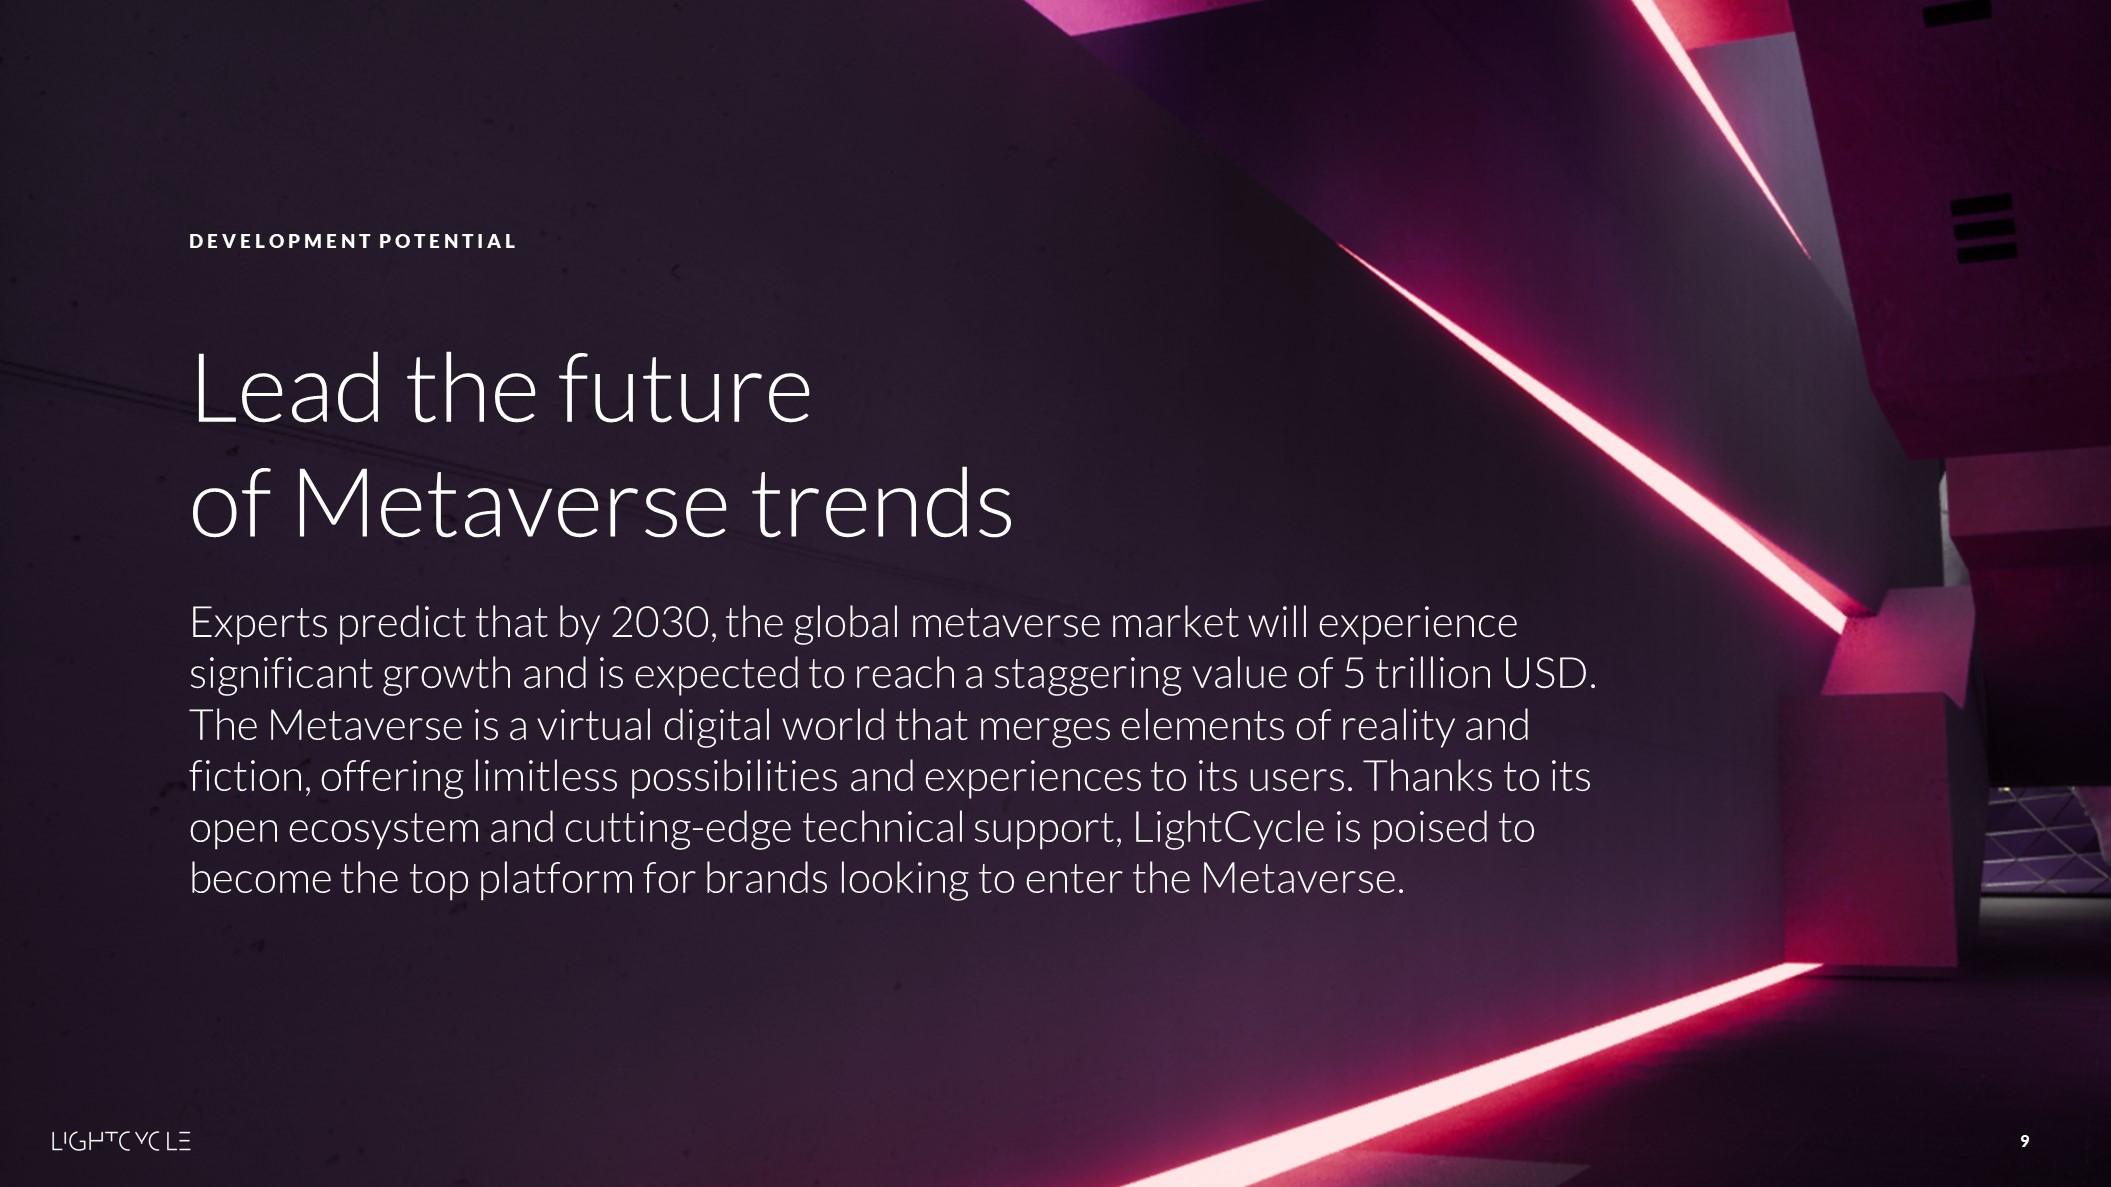 DEVELOPMENT POTENTIAL
Lead the future
of Metaverse trends
Experts predict that by 2030, the global metaverse market will experience
significant growth and is expected to reach a staggering value of 5 trillion USD.
The Metaverse is a virtual digital world that merges elements of reality and
fiction, offering limitless possibilities and experiences to its users. Thanks to its
open ecosystem and cutting-edge technical support, LightCycle is poised to
become the top platform for brands looking to enter the Metaverse.
LIGHTCYCLE
9